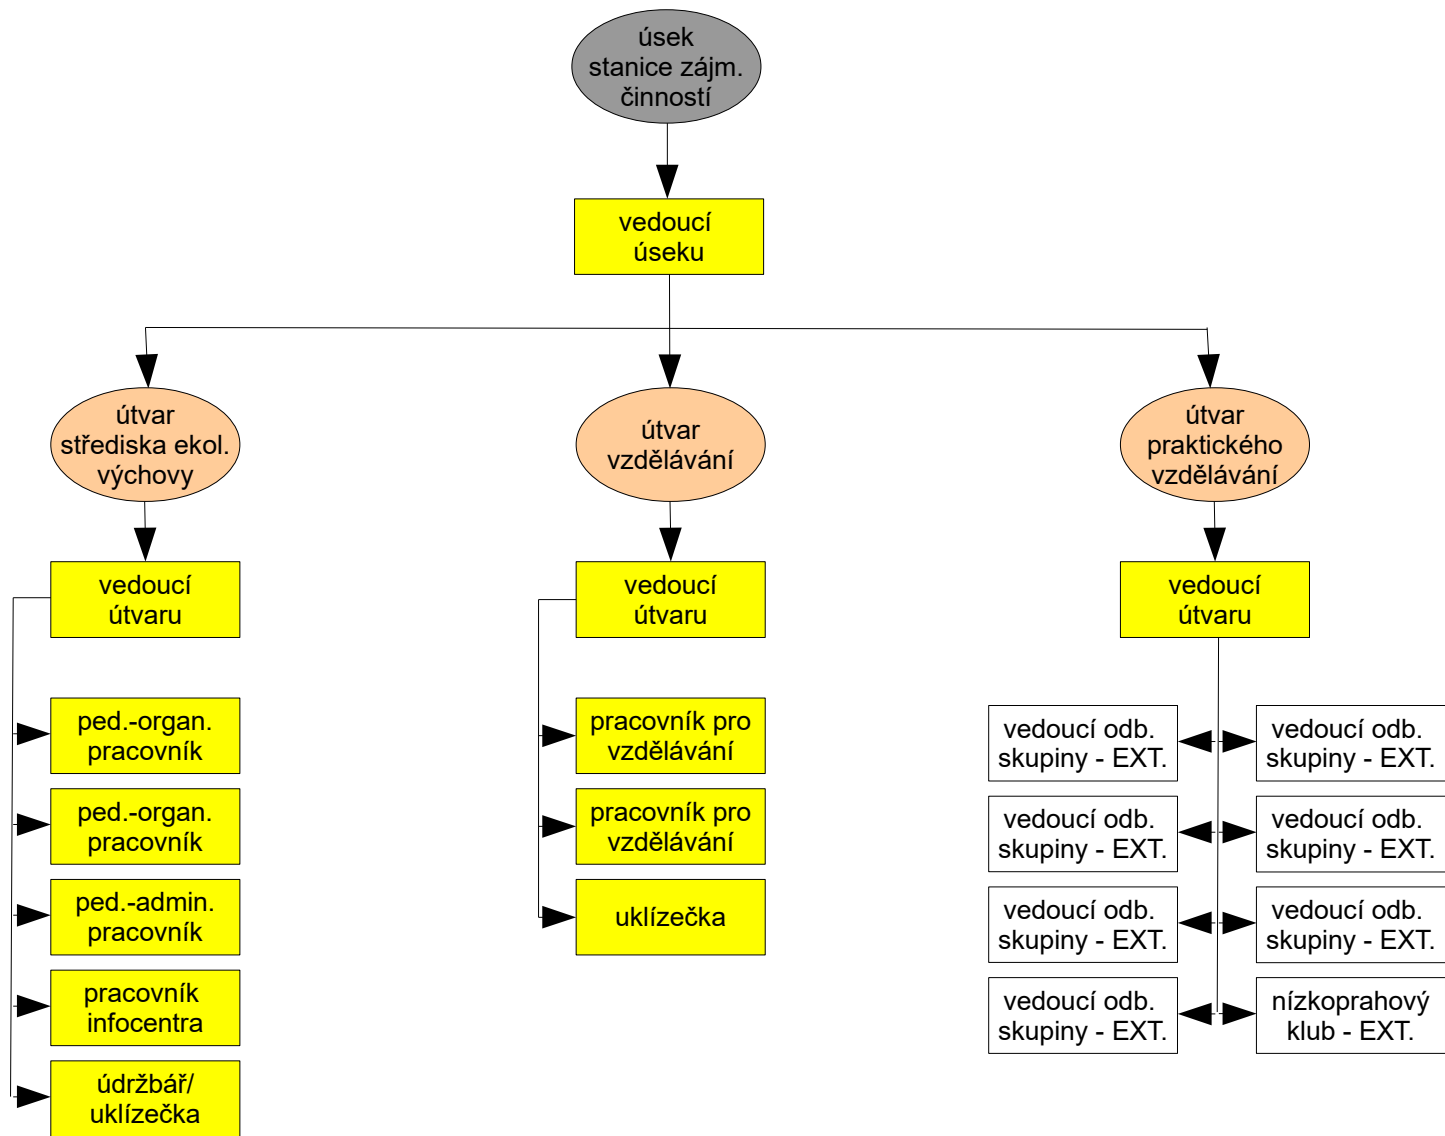 úsek
stanice zájm.
činností
vedoucí
úseku
útvar
střediska ekol.
výchovy
útvar
vzdělávání
útvar
praktického
vzdělávání
vedoucí
útvaru
vedoucí
útvaru
vedoucí
útvaru
ped.-organ.
pracovník
ped.-organ.
pracovník
ped.-admin.
pracovník
pracovník
infocentra
údržbář/
uklízečka
pracovník pro
vzdělávání
pracovník pro
vzdělávání
uklízečka
vedoucí odb.
skupiny - EXT.
vedoucí odb.
skupiny - EXT.
vedoucí odb.
skupiny - EXT.
vedoucí odb.
skupiny - EXT.
vedoucí odb.
skupiny - EXT.
vedoucí odb.
skupiny - EXT.
vedoucí odb.
skupiny - EXT.
nízkoprahový
klub - EXT.